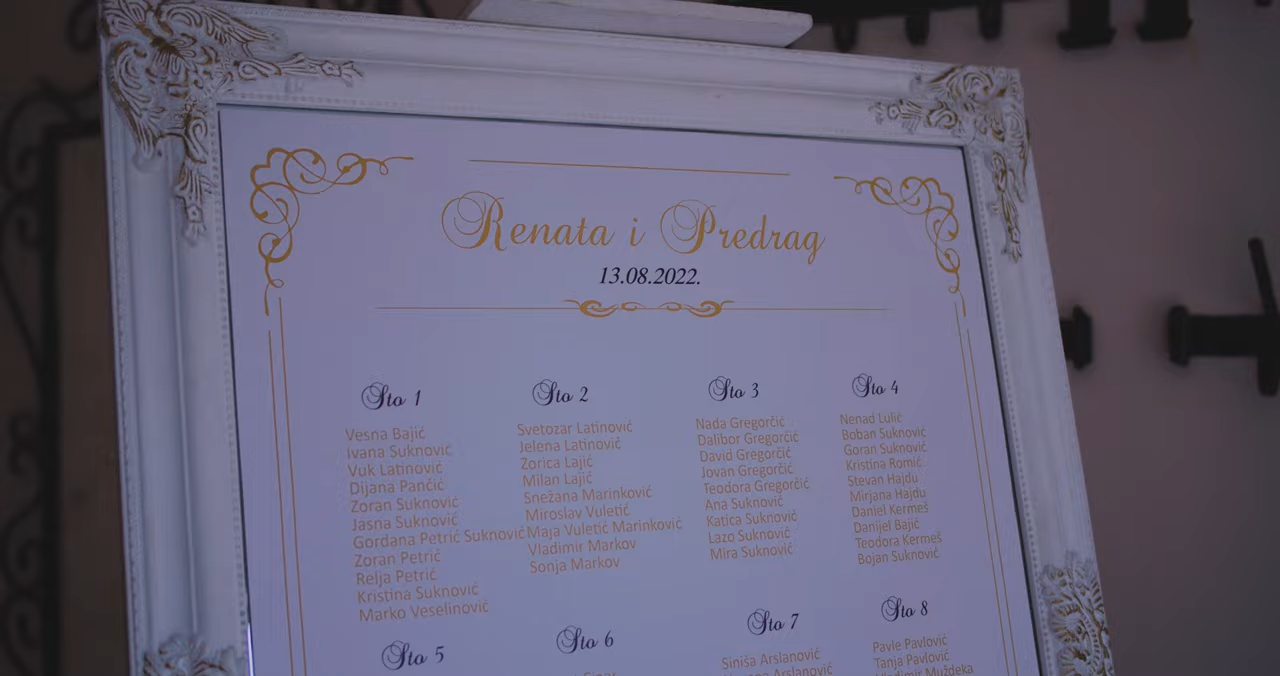 Renata i Predrag
13.08.2022.
Sto 1
Vesna Bajić
Ivana Suknović
Vuk Latinović
Dijana Pančić
Zoran Suknović
Jasna Suknović
Gordana Petrić Suknović
Zoran Petrić
Relja Petrić
Kristina Suknović
Marko Veselinović
Sto 2
Svetozar Latinović
Jelena Latinović
Zorica Lajić
Milan Lajić
Snežana Marinković
Miroslav Vuletić
Maja Vuletić Marinković
Vladimir Markov
Sonja Markov
Sto 3
Nada Gregorčić
Dalibor Gregorčić
David Gregorčić
Jovan Gregorčić
Teodora Gregorčić
Ana Suknović
Katica Suknović
Lazo Suknović
Mira Suknović
Sto 4
Nenad Lulić
Boban Suknović
Goran Suknović
Kristina Romić
Stevan Hajdu
Mirjana Hajdu
Daniel Kermeš
Danijel Bajić
Teodora Kermeš
Bojan Suknović
Sto 5
Sto 6
Sto 7
Siniša Arslanović
Arslanović
Sto 8
Pavle Pavlović
Tanja Pavlović
Vladimir Muždeka